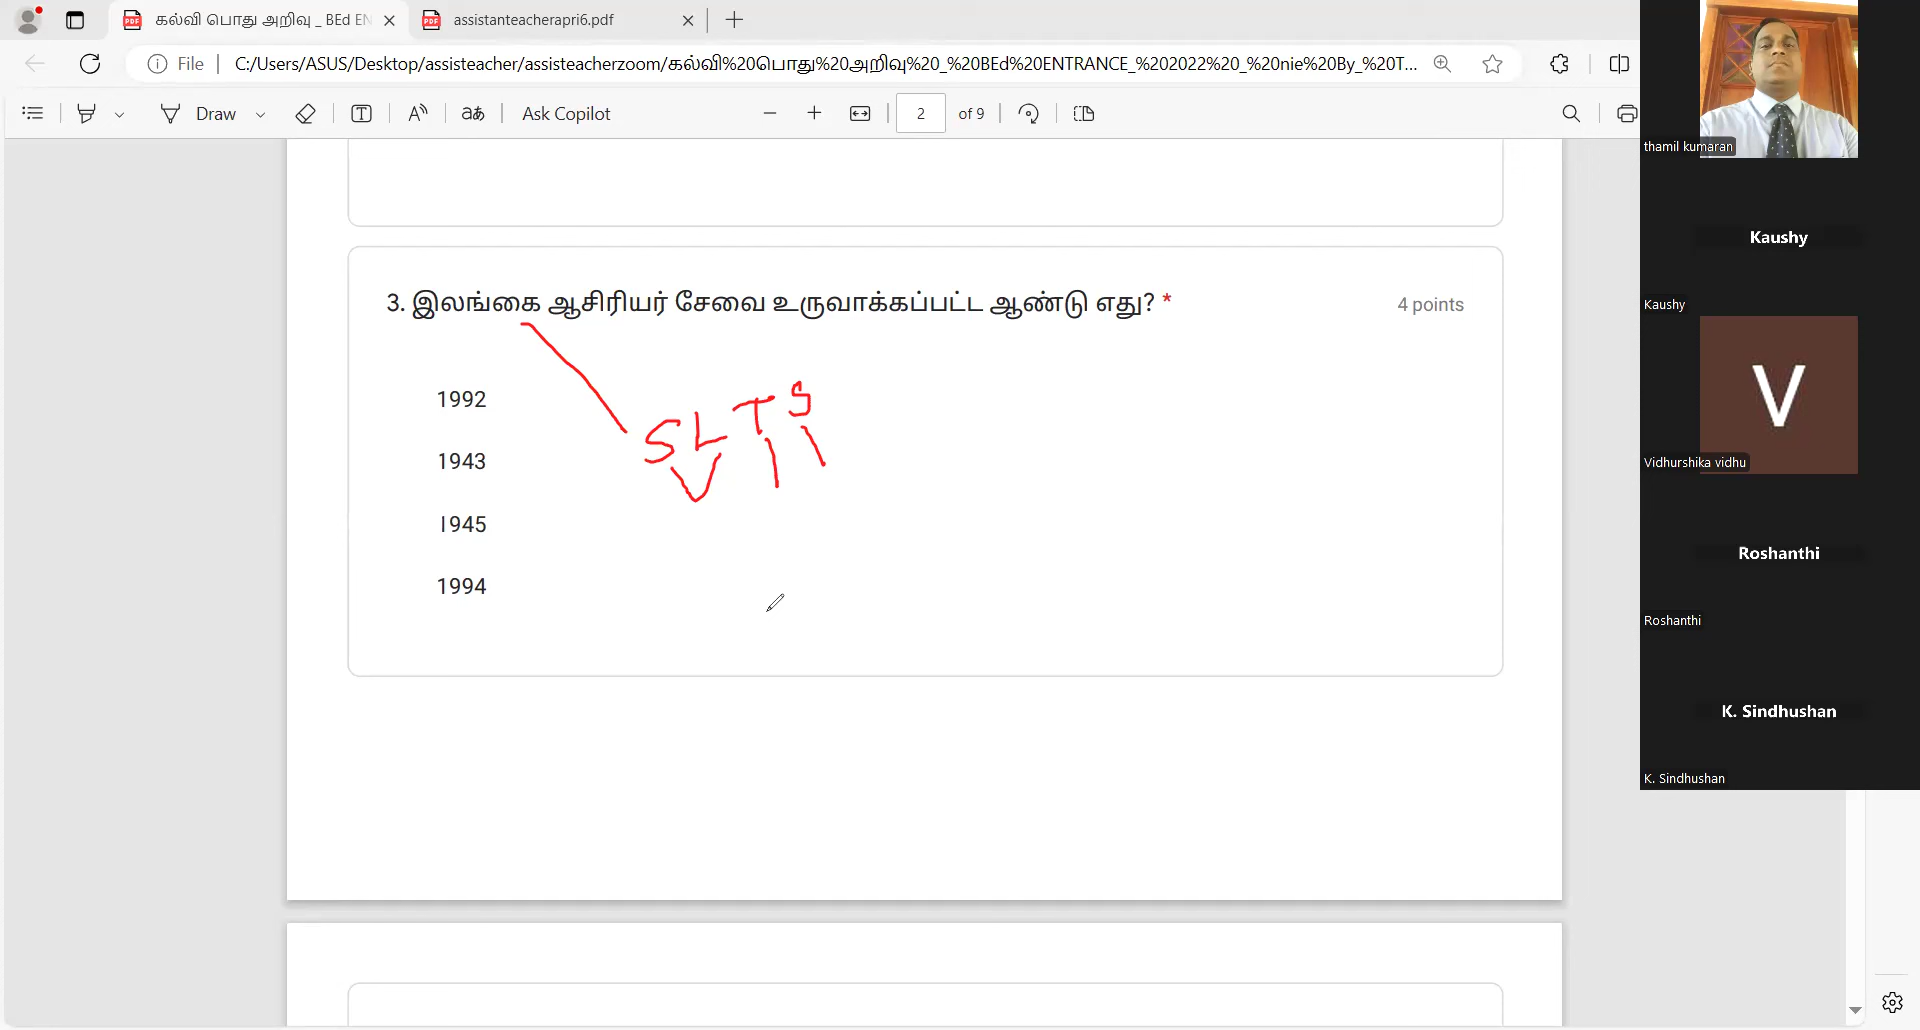 கல்வி பொது அறிவு _ BEd EN
assistanteacherapri6.pdf
File
C:/Users/ASUS/Desktop/assisteacher/assisteacherzoom/கல்வி%20பொது%20அறிவு%20_%20BEd%20ENTRANCE_%202022%20_%20nie%20By_%20T...
Draw
Ask Copilot
2 of 9
3. இலங்கை ஆசிரியர் சேவை உருவாக்கப்பட்ட ஆண்டு எது? *
4 points
1992
1943
1945
1994
SLTS
thamil kumaran
Kaushy
Kaushy
V
Vidhurshika vidhu
Roshanthi
Roshanthi
K. Sindhushan
K. Sindhushan